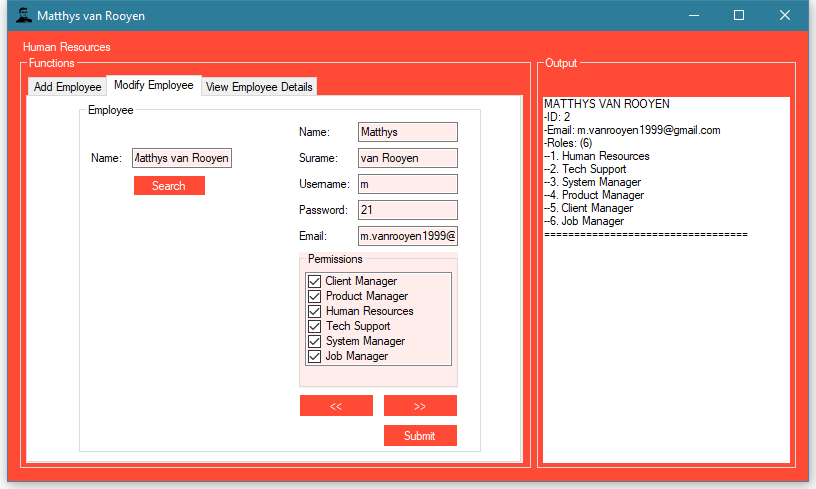 Matthys van Rooyen
Human Resources
Functions
Add Employee
Modify Employee
View Employee Details
Employee
Name:
Matthys van Rooyen
Search
Name:
Matthys
Surame:
van Rooyen
Username:
m
Password:
21
Email:
m.vanrooyen1999@
Permissions
Client Manager
Product Manager
Human Resources
Tech Support
System Manager
Job Manager
<<
>>
Submit
Output
MATTHYS VAN ROOYEN
-ID: 2
-Email: m.vanrooyen1999@gmail.com
-Roles: (6)
--1. Human Resources
--2. Tech Support
--3. System Manager
--4. Product Manager
--5. Client Manager
--6. Job Manager
==================================